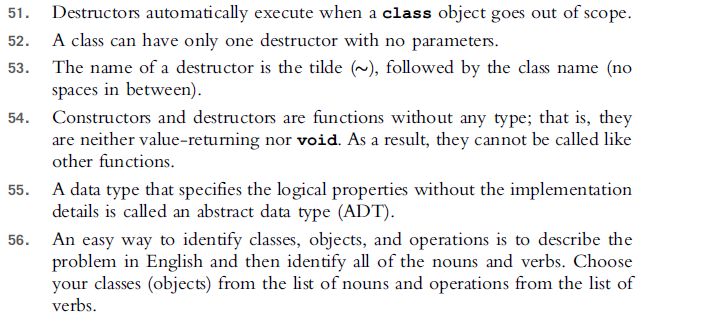 51. Destructors automatically execute when a class object goes out of scope.
52. A class can have only one destructor with no parameters.
53. The name of a destructor is the tilde (~), followed by the class name (no
spaces in between).
54. Constructors and destructors are functions without any type; that is, they
are neither value-returning nor void. As a result, they cannot be called like
other functions.
55. A data type that specifies the logical properties without the implementation
details is called an abstract data type (ADT).
56. An easy way to identify classes, objects, and operations is to describe the
problem in English and then identify all of the nouns and verbs. Choose
your classes (objects) from the list of nouns and operations from the list of
verbs.